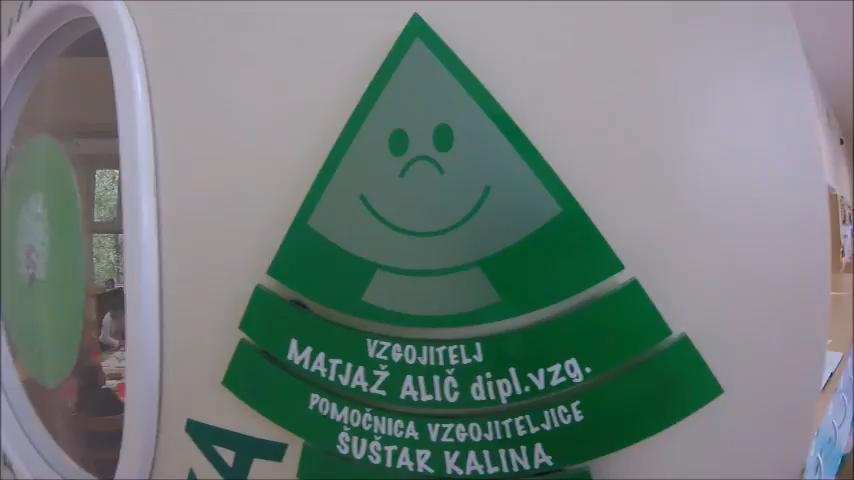 VZGOJITELJ
MATJAŽ ALIČ dipl.vzg.
POMOČNICA VZGOJITELJICE
ŠUŠTAR KALINA